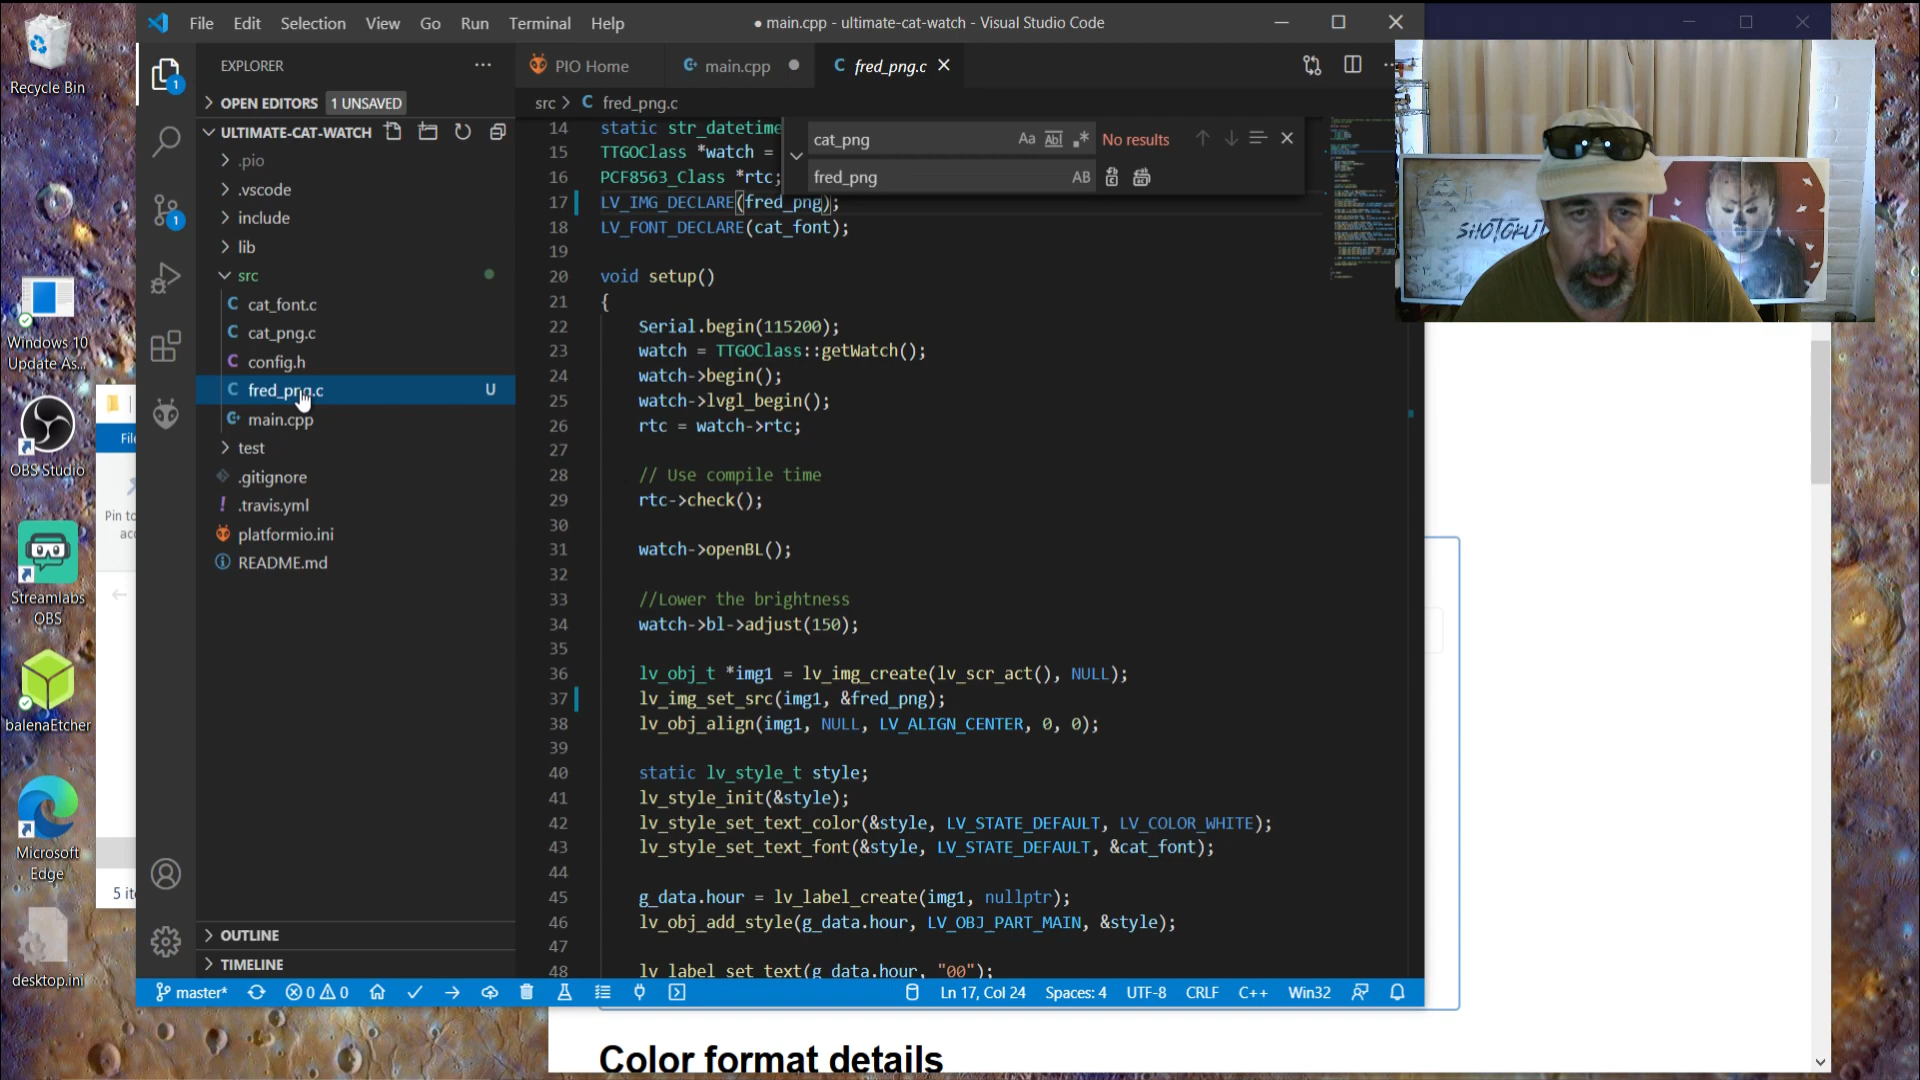 Recycle Bin
Windows 10
Update As...
OBS Studio
Streamlabs
OBS
balenaEtcher
Microsoft
Edge
desktop.ini
File
Pin to
5 ite
File Edit Selection View Go Run Terminal Help
● main.cpp - ultimate-cat-watch - Visual Studio Code
EXPLORER
OPEN EDITORS 1 UNSAVED
ULTIMATE-CAT-WATCH
.pio
.vscode
include
lib
src
cat_font.c
cat_png.c
config.h
fred_png.c U
main.cpp
test
.gitignore
.travis.yml
platformio.ini
README.md
OUTLINE
TIMELINE
PIO Home main.cpp fred_png.c
src > C fred_png.c
cat_png Aa Abl .* No results
fred_png AB
14 static str_datetime
15 TTGOClass *watch =
16 PCF8563_Class *rtc;
17 LV_IMG_DECLARE(fred_png);
18 LV_FONT_DECLARE(cat_font);
19
20 void setup()
21 {
22 Serial.begin(115200);
23 watch = TTGOClass::getWatch();
24 watch->begin();
25 watch->lvgl_begin();
26 rtc = watch->rtc;
27
28 // Use compile time
29 rtc->check();
30
31 watch->openBL();
32
33 //Lower the brightness
34 watch->bl->adjust(150);
35
36 lv_obj_t *img1 = lv_img_create(lv_scr_act(), NULL);
37 lv_img_set_src(img1, &fred_png);
38 lv_obj_align(img1, NULL, LV_ALIGN_CENTER, 0, 0);
39
40 static lv_style_t style;
41 lv_style_init(&style);
42 lv_style_set_text_color(&style, LV_STATE_DEFAULT, LV_COLOR_WHITE);
43 lv_style_set_text_font(&style, LV_STATE_DEFAULT, &cat_font);
44
45 g_data.hour = lv_label_create(img1, nullptr);
46 lv_obj_add_style(g_data.hour, LV_OBJ_PART_MAIN, &style);
47
48 lv_label_set_text(g_data.hour, "00");
master* 0 0 Ln 17, Col 24 Spaces: 4 UTF-8 CRLF C++ Win32
SHOTOKU
Color format details